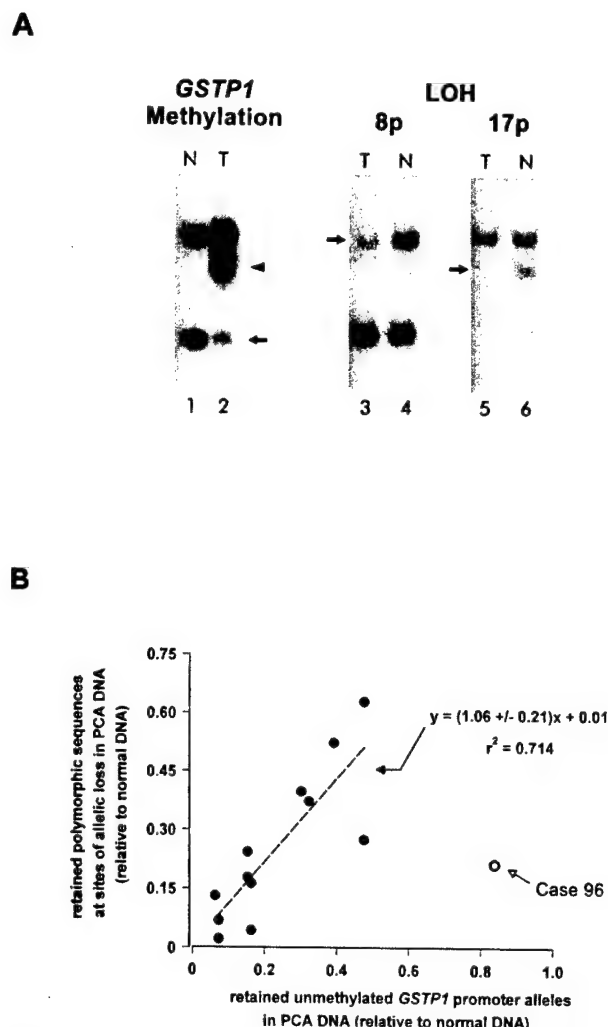 A
GSTP1
Methylation
LOH
8p 17p
N T T N T N
1 2 3 4 5 6
B
retained polymorphic sequences
at sites of allelic loss in PCA DNA
(relative to normal DNA)
0.75
0.60
0.45
0.30
0.15
0
y = (1.06 +/- 0.21)x + 0.01
r² = 0.714
Case 96
0 0.2 0.4 0.6 0.8 1.0
retained unmethylated GSTP1 promoter alleles
in PCA DNA (relative to normal DNA)